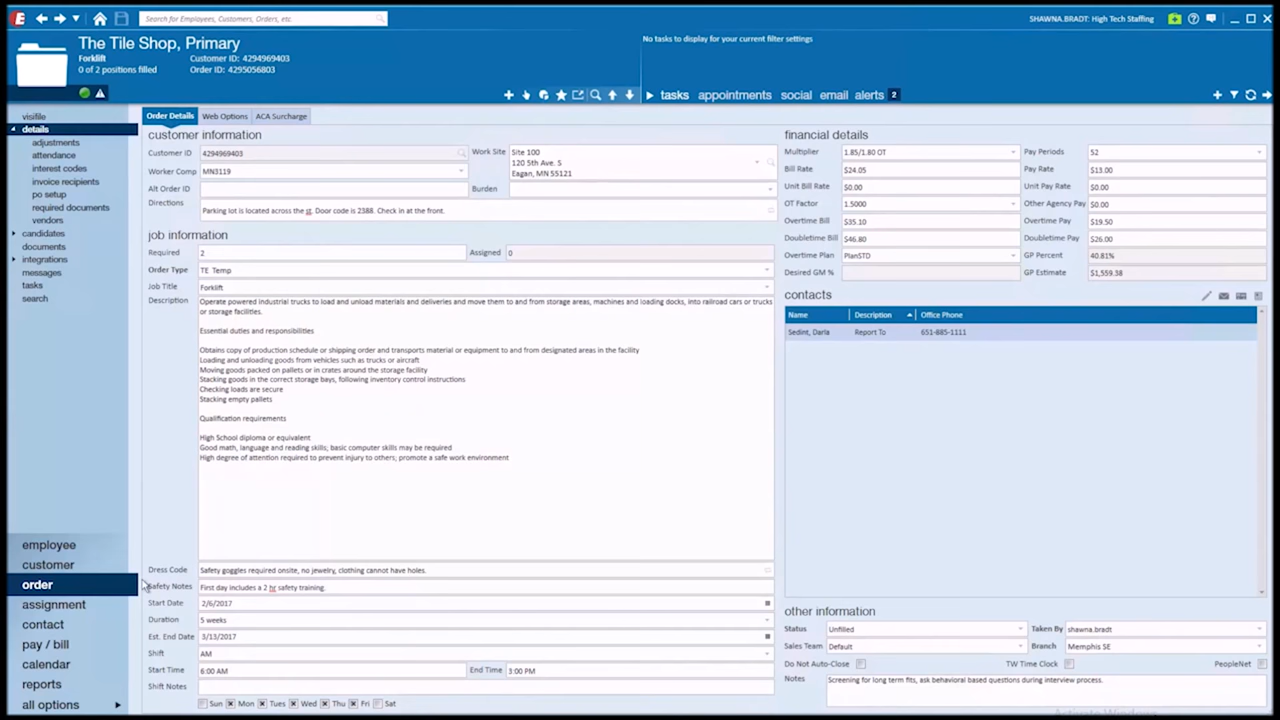 Search for Employees, Customers, Orders, etc
SHAWNA.BRADT: High Tech Staffing
The Tile Shop, Primary
Forklift
Customer ID: 4294969403
0 of 2 positions filled
Order ID: 4295056803
No tasks to display for your current filter settings
tasks appointments social email alerts 2
visifile
details
adjustments
attendance
interest codes
invoice recipients
po setup
required documents
vendors
candidates
documents
integrations
messages
tasks
search
employee
customer
order
assignment
contact
pay / bill
calendar
reports
all options
Order Details Web Options ACA Surcharge
customer information
Customer ID 4294969403
Work Site Site 100
120 5th Ave. S
Eagan, MN 55121
Worker Comp MN3119
Alt Order ID
Burden
Directions Parking lot is located across the st. Door code is 2388. Check in at the front.
job information
Required 2 Assigned 0
Order Type TE Temp
Job Title Forklift
Description Operate powered industrial trucks to load and unload materials and deliveries and move them to and from storage areas, machines and loading docks, into railroad cars or trucks
or storage facilities.
Essential duties and responsibilities
Obtains copy of production schedule or shipping order and transports material or equipment to and from designated areas in the facility
Loading and unloading goods from vehicles such as trucks or aircraft
Moving goods packed on pallets or in crates around the storage facility
Stacking goods in the correct storage bays, following inventory control instructions
Checking loads are secure
Stacking empty pallets
Qualification requirements
High School diploma or equivalent
Good math, language and reading skills; basic computer skills may be required
High degree of attention required to prevent injury to others; promote a safe work environment
Dress Code Safety goggles required onsite, no jewelry, clothing cannot have holes.
Safety Notes First day includes a 2 hr safety training.
Start Date 2/6/2017
Duration 5 weeks
Est. End Date 3/13/2017
Shift AM
Start Time 6:00 AM End Time 3:00 PM
Shift Notes
Sun Mon Tues Wed Thu Fri Sat
financial details
Multiplier 1.85/1.80 OT Pay Periods 52
Bill Rate $24.05 Pay Rate $13.00
Unit Bill Rate $0.00 Unit Pay Rate $0.00
OT Factor 1.5000 Other Agency Pay $0.00
Overtime Bill $35.10 Overtime Pay $19.50
Doubletime Bill $46.80 Doubletime Pay $26.00
Overtime Plan PlanSTD GP Percent 40.81%
Desired GM % GP Estimate $1,559.38
contacts
Name Description Office Phone
Sedint, Darla Report To 651-885-1111
other information
Status Unfilled Taken By shawna.bradt
Sales Team Default Branch Memphis SE
Do Not Auto-Close TW Time Clock PeopleNet
Notes Screening for long term fits, ask behavioral based questions during interview process.